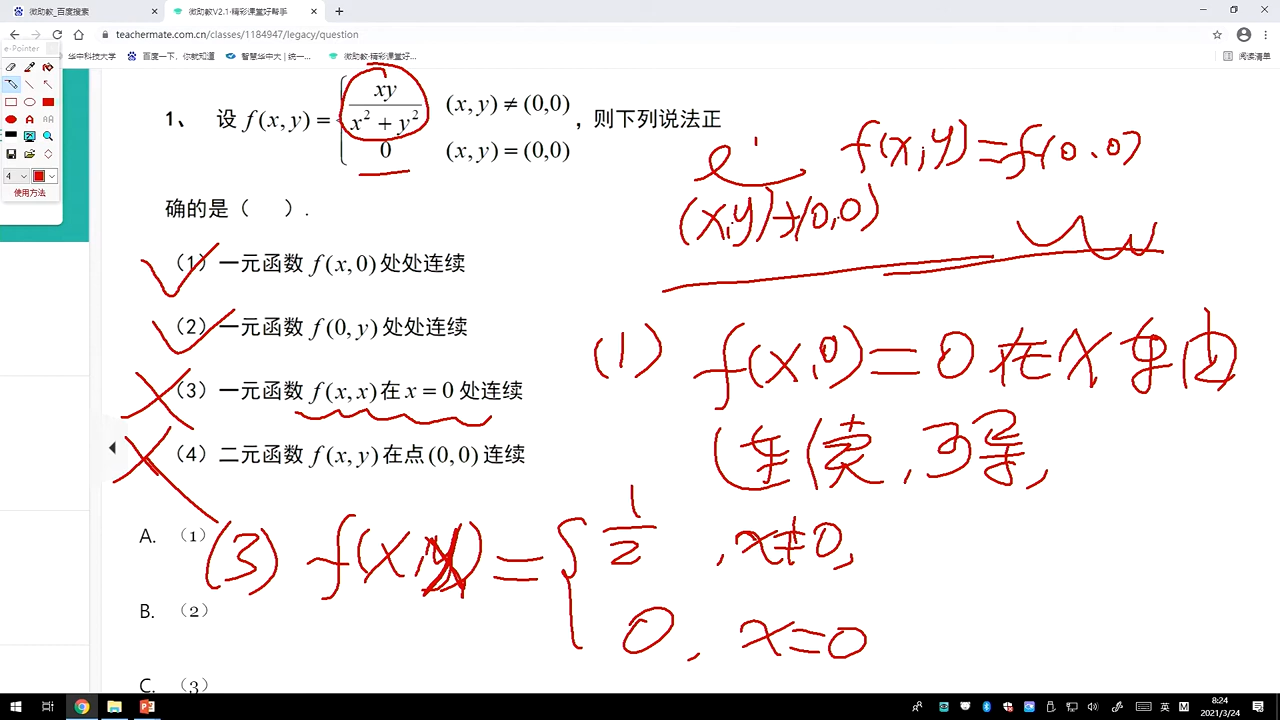 微助教_百度搜索
微助教V2.1-精彩课堂好帮手
teachermate.com.cn/classes/1184947/legacy/question
e-Pointer
华中科技大学
百度一下，你就知道
智慧华中大 | 统一...
微助教-精彩课堂好...
阅读清单
4
使用方法
1、 设 f(x, y) = { xy / (x² + y²) (x, y) ≠ (0,0)
0 (x, y) = (0,0) ，则下列说法正
确的是（ ）.
（1）一元函数 f(x,0) 处处连续
（2）一元函数 f(0, y) 处处连续
（3）一元函数 f(x, x) 在 x = 0 处连续
（4）二元函数 f(x, y) 在点 (0,0) 连续
A. （1）
B. （2）
C. （3）
f(x,y)=f(0,0)
(x,y)→(0,0)
(1) f(x,0)=0 在 x
连续，可导，
(3) = { 1/2 , x≠0,
0, x=0
英
8:24
2021/3/24